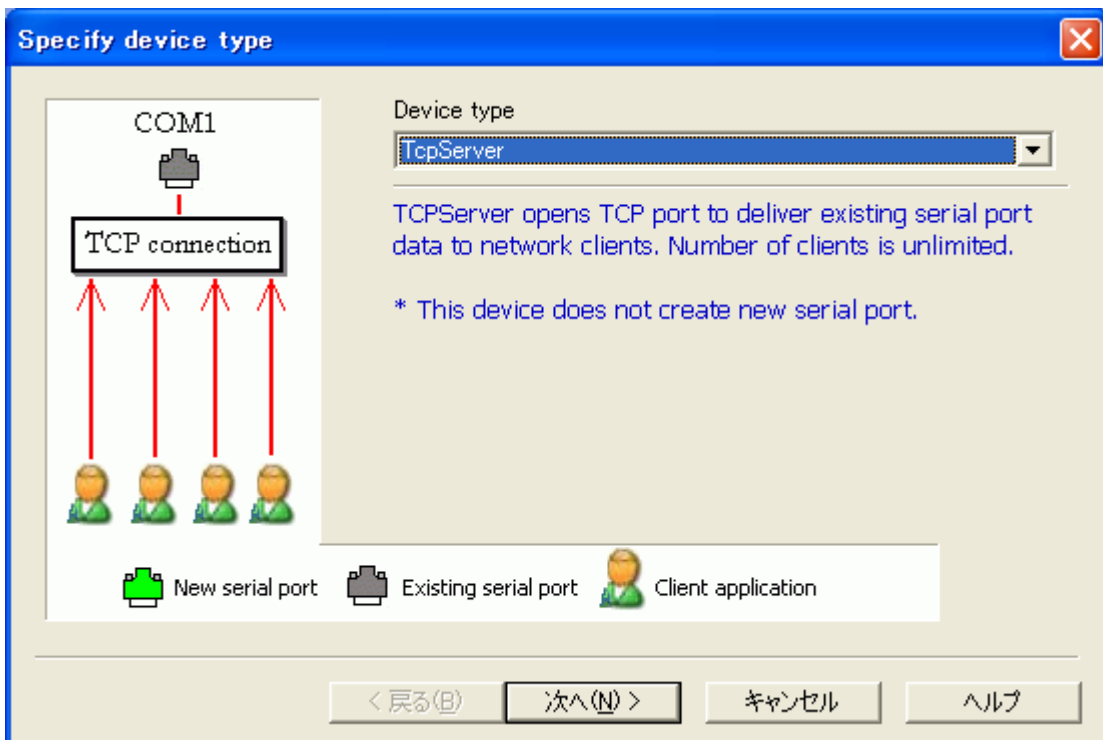 Specify device type
COM1
TCP connection
Device type
TcpServer
TCPServer opens TCP port to deliver existing serial port
data to network clients. Number of clients is unlimited.
* This device does not create new serial port.
New serial port
Existing serial port
Client application
< 戻る(B)
次へ(N) >
キャンセル
ヘルプ